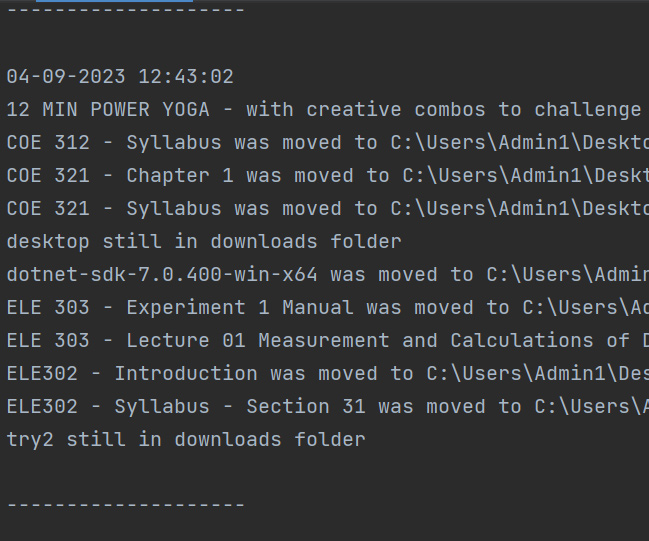 --------------------
04-09-2023 12:43:02
12 MIN POWER YOGA - with creative combos to challenge
COE 312 - Syllabus was moved to C:\Users\Admin1\Deskto
COE 321 - Chapter 1 was moved to C:\Users\Admin1\Deskt
COE 321 - Syllabus was moved to C:\Users\Admin1\Deskto
desktop still in downloads folder
dotnet-sdk-7.0.400-win-x64 was moved to C:\Users\Admin
ELE 303 - Experiment 1 Manual was moved to C:\Users\Ad
ELE 303 - Lecture 01 Measurement and Calculations of D
ELE302 - Introduction was moved to C:\Users\Admin1\Des
ELE302 - Syllabus - Section 31 was moved to C:\Users\A
try2 still in downloads folder
--------------------